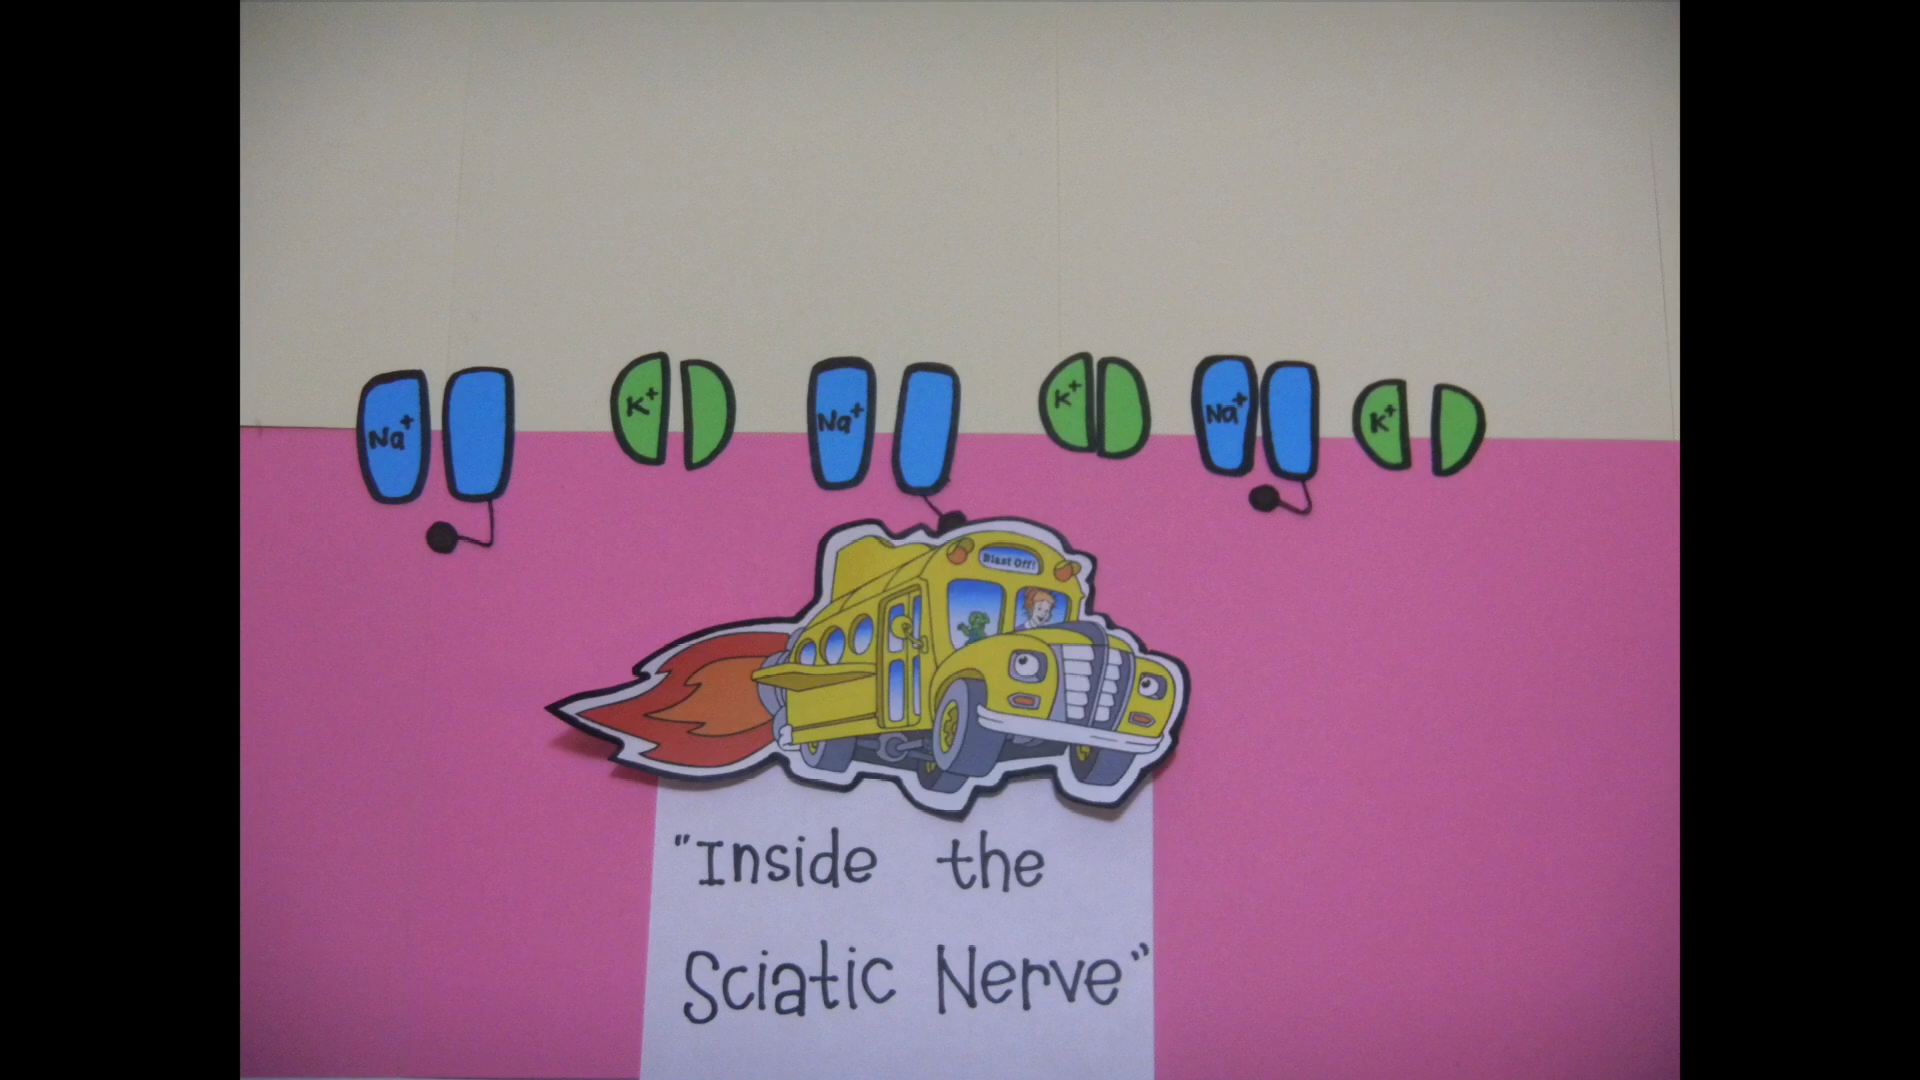 Na+
K+
Na+
K+
Na+
K+
Blast Off!
"Inside the
Sciatic Nerve"